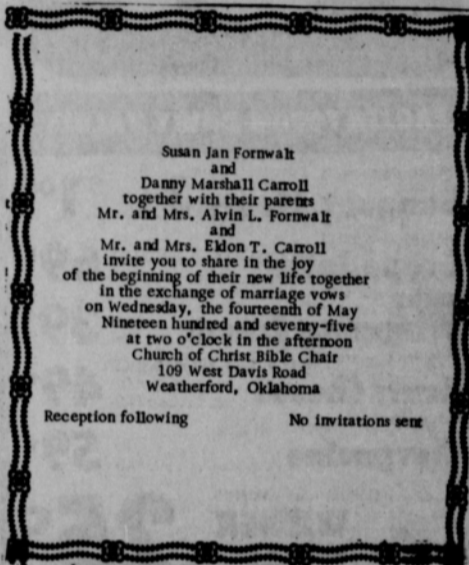 Susan Jan Fornwalt
and
Danny Marshall Carroll
together with their parents
Mr. and Mrs. Alvin L. Fornwalt
and
Mr. and Mrs. Eldon T. Carroll
invite you to share in the joy
of the beginning of their new life together
in the exchange of marriage vows
on Wednesday, the fourteenth of May
Nineteen hundred and seventy-five
at two o'clock in the afternoon
Church of Christ Bible Chair
109 West Davis Road
Weatherford, Oklahoma
Reception following No invitations sent